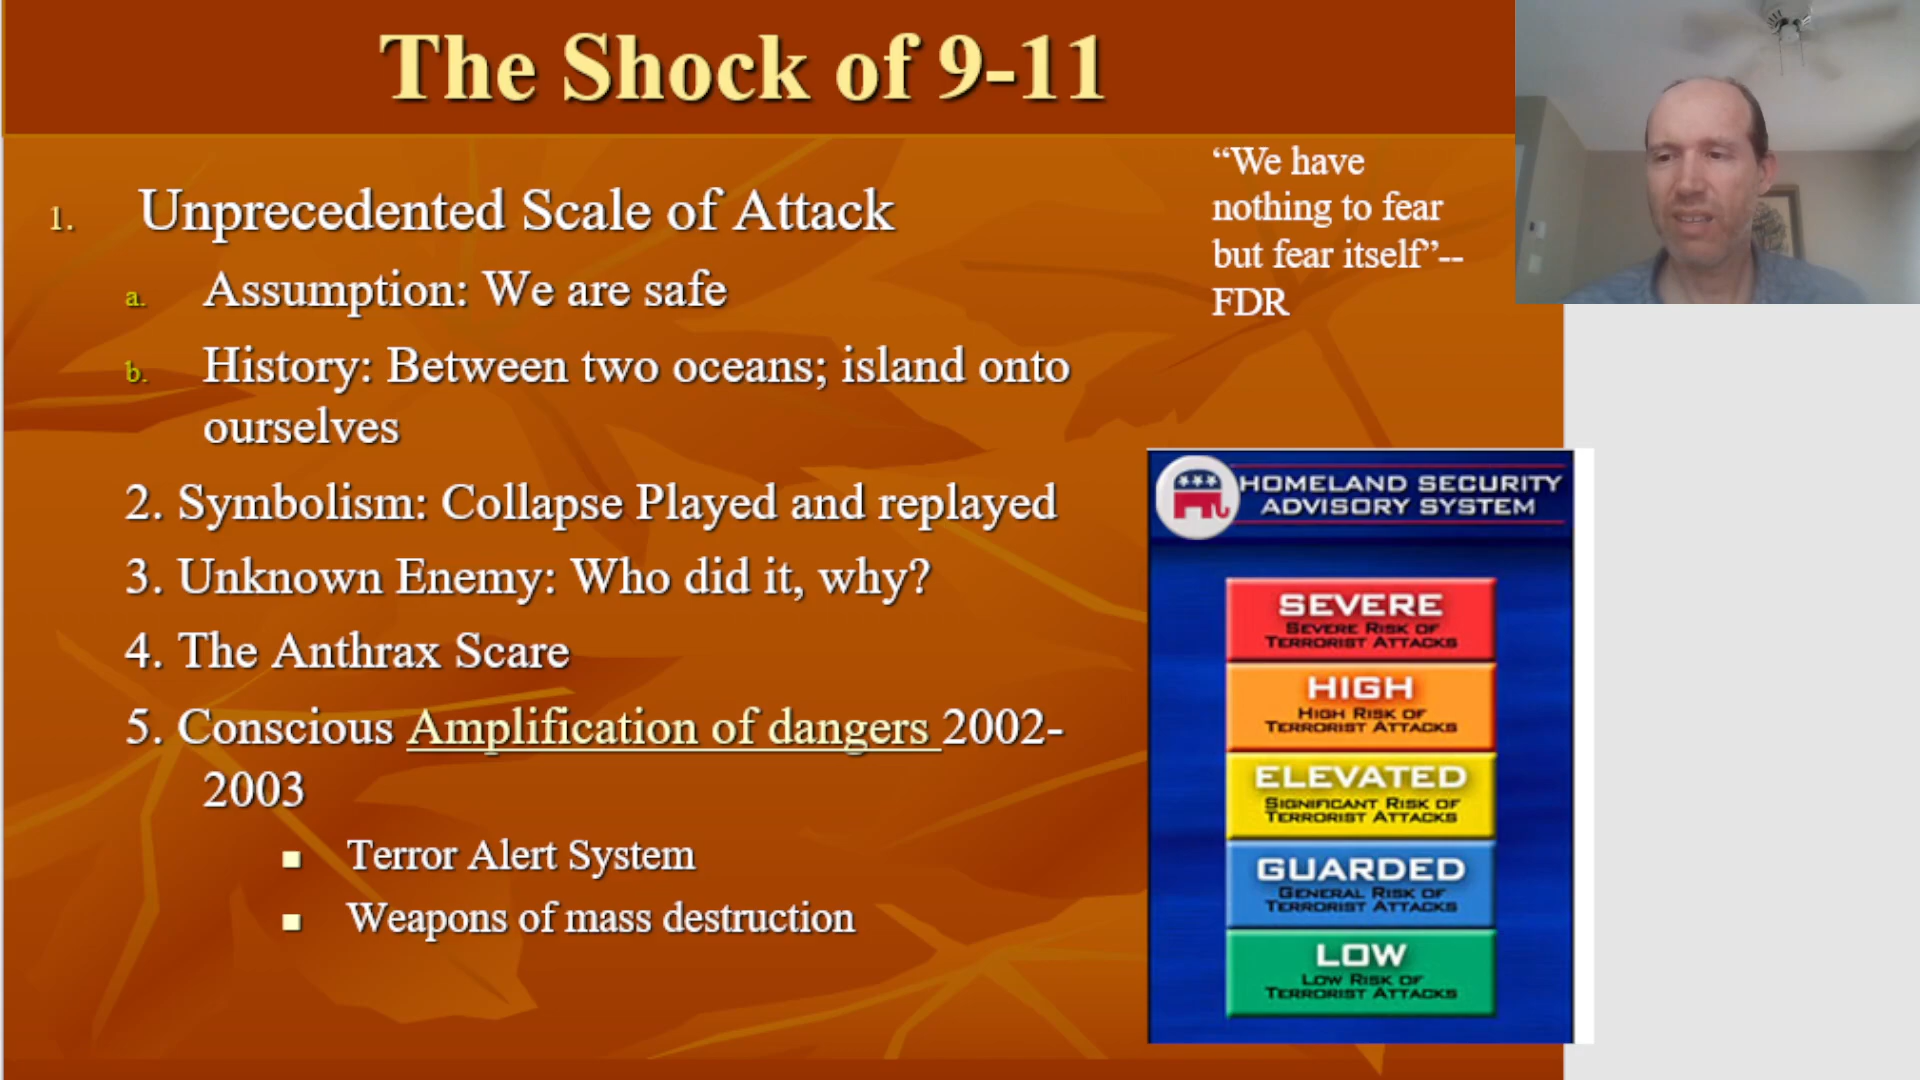 The Shock of 9-11
1. Unprecedented Scale of Attack
a. Assumption: We are safe
b. History: Between two oceans; island onto
ourselves
2. Symbolism: Collapse Played and replayed
3. Unknown Enemy: Who did it, why?
4. The Anthrax Scare
5. Conscious Amplification of dangers 2002-
2003
Terror Alert System
Weapons of mass destruction
“We have
nothing to fear
but fear itself”--
FDR
HOMELAND SECURITY
ADVISORY SYSTEM
SEVERE
SEVERE RISK OF
TERRORIST ATTACKS
HIGH
HIGH RISK OF
TERRORIST ATTACKS
ELEVATED
SIGNIFICANT RISK OF
TERRORIST ATTACKS
GUARDED
GENERAL RISK OF
TERRORIST ATTACKS
LOW
LOW RISK OF
TERRORIST ATTACKS